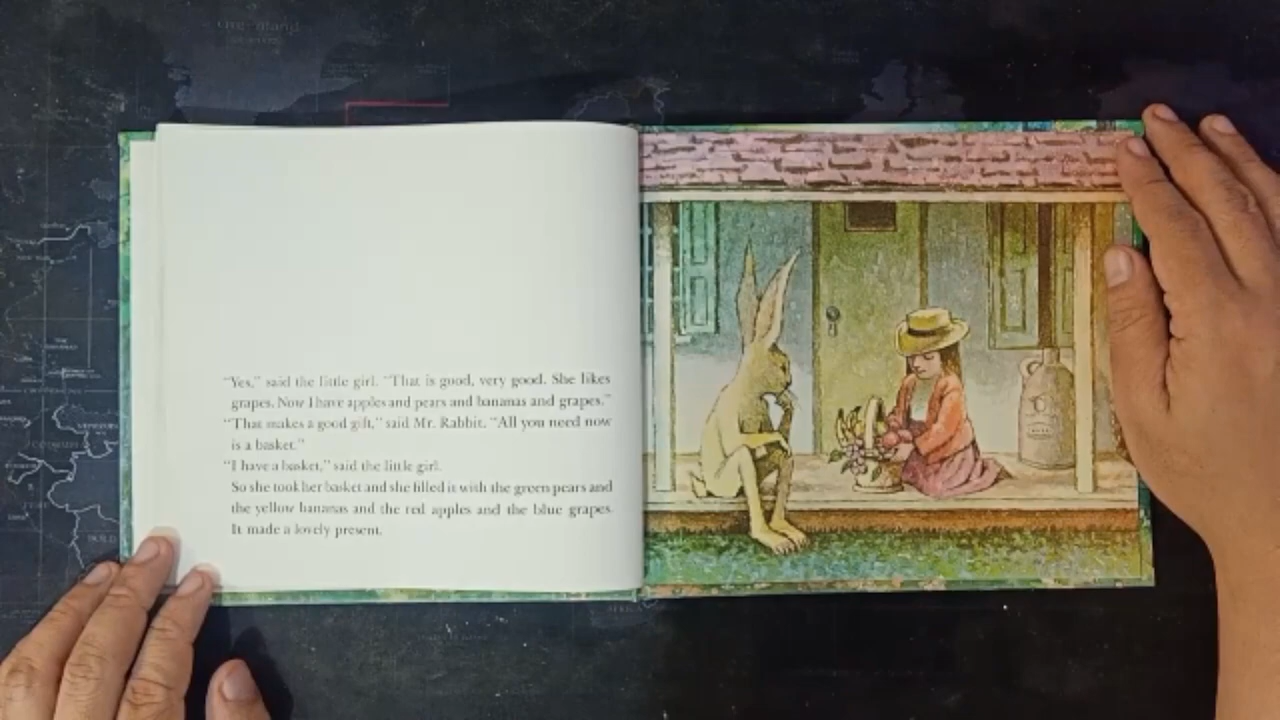 Greenland
"Yes," said the little girl. "That is good, very good. She likes
grapes. Now I have apples and pears and bananas and grapes."
"That makes a good gift," said Mr. Rabbit. "All you need now
is a basket."
"I have a basket," said the little girl.
So she took her basket and she filled it with the green pears and
the yellow bananas and the red apples and the blue grapes.
It made a lovely present.